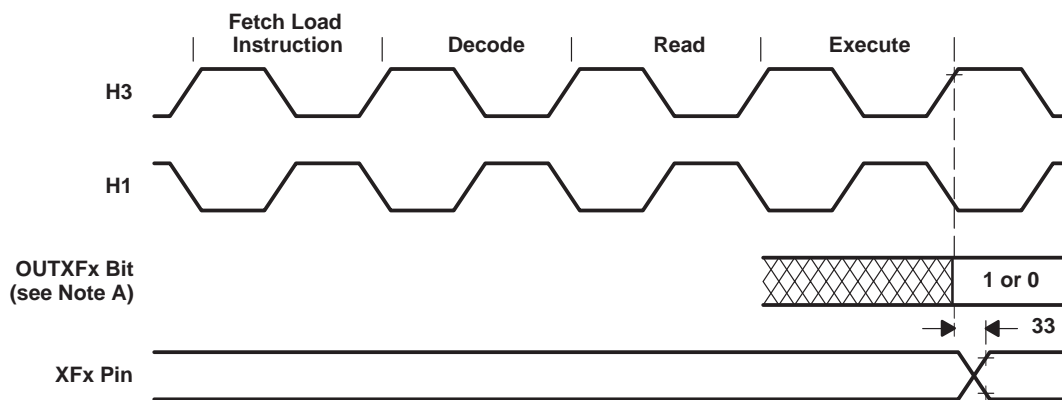 Fetch Load
Instruction
Decode
Read
Execute
H3
H1
OUTXFx Bit
(see Note A)
1 or 0
33
XFx Pin